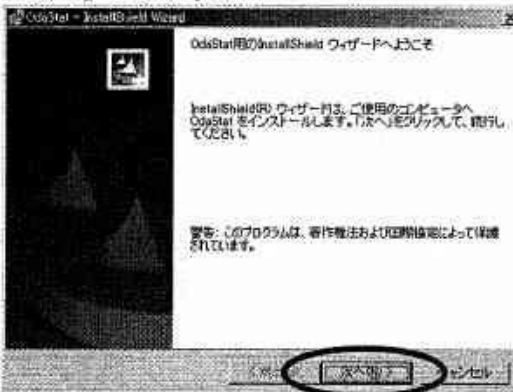 OdaStat - InstallShield Wizard
OdaStat用のInstallShield ウィザードへようこそ
InstallShield(R) ウィザードは、ご使用のコンピュータへ
OdaStat をインストールします。「次へ」をクリックして、続行し
てください。
警告: このプログラムは、著作権法および国際協定によって保護
されています。
次へ(N) > キャンセル